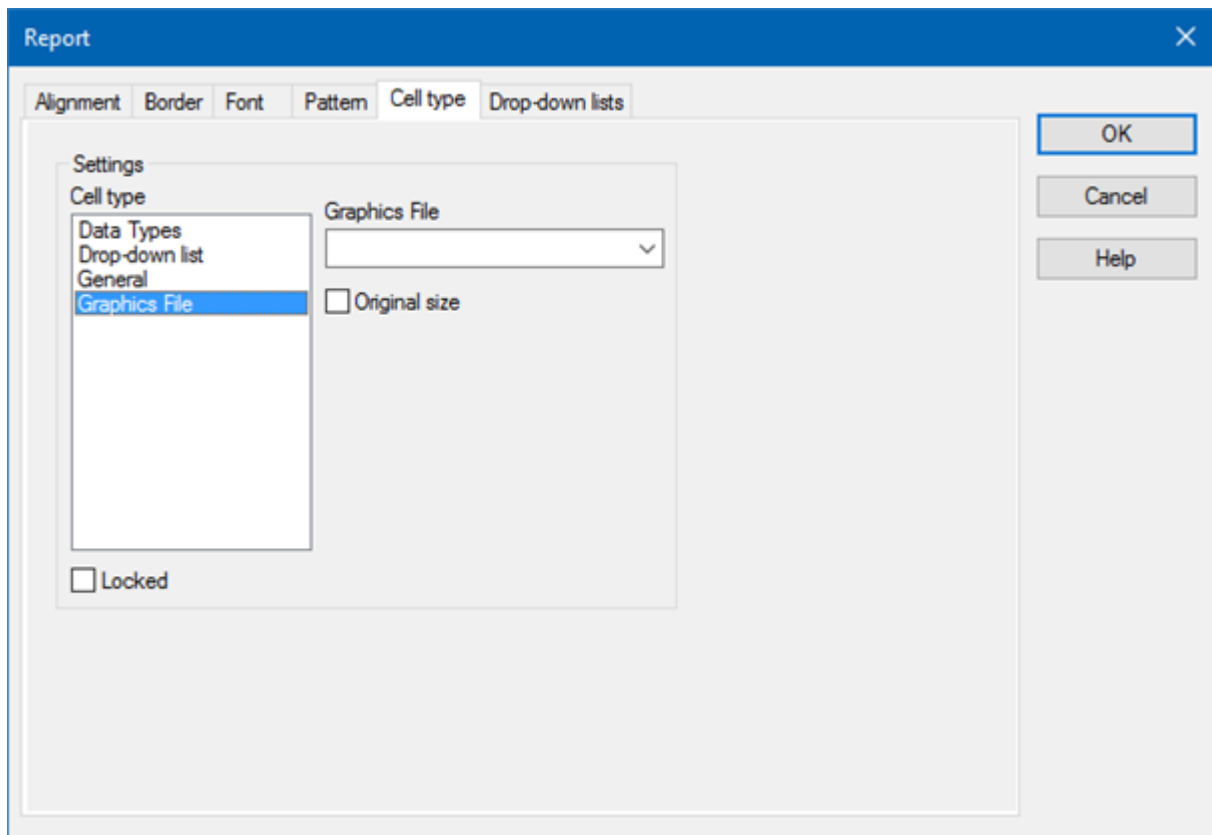 Report
Alignment Border Font Pattern Cell type Drop-down lists
OK
Cancel
Help
Settings
Cell type
Data Types
Drop-down list
General
Graphics File
Locked
Graphics File
Original size